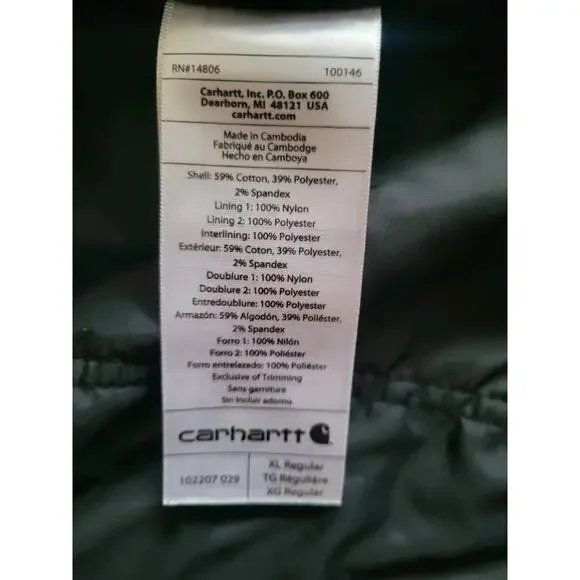 RN#14806 100146
Carhartt, Inc. P.O. Box 600
Dearborn, MI 48121 USA
carhartt.com
Made in Cambodia
Fabriqué au Cambodge
Hecho en Camboya
Shell: 59% Cotton, 39% Polyester,
2% Spandex
Lining 1: 100% Nylon
Lining 2: 100% Polyester
Interlining: 100% Polyester
Extérieur: 59% Coton, 39% Polyester,
2% Spandex
Doublure 1: 100% Nylon
Doublure 2: 100% Polyester
Entredoublure: 100% Polyester
Armazón: 59% Algodón, 39% Poliéster,
2% Spandex
Forro 1: 100% Nilón
Forro 2: 100% Poliéster
Forro entrelazado: 100% Poliéster
Exclusive of Trimming
Sans garniture
Sin incluir adorno
carhartt
102207 029
XL Regular
TG Régulière
XG Regular